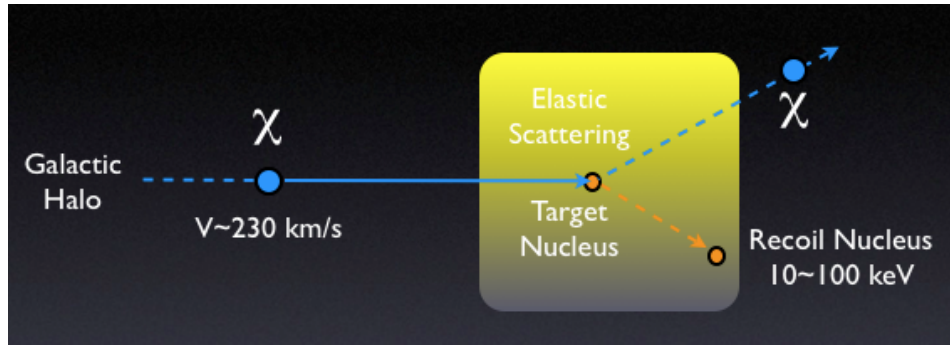 χ
Galactic
Halo
V~230 km/s
Elastic
Scattering
Target
Nucleus
χ
Recoil Nucleus
10~100 keV